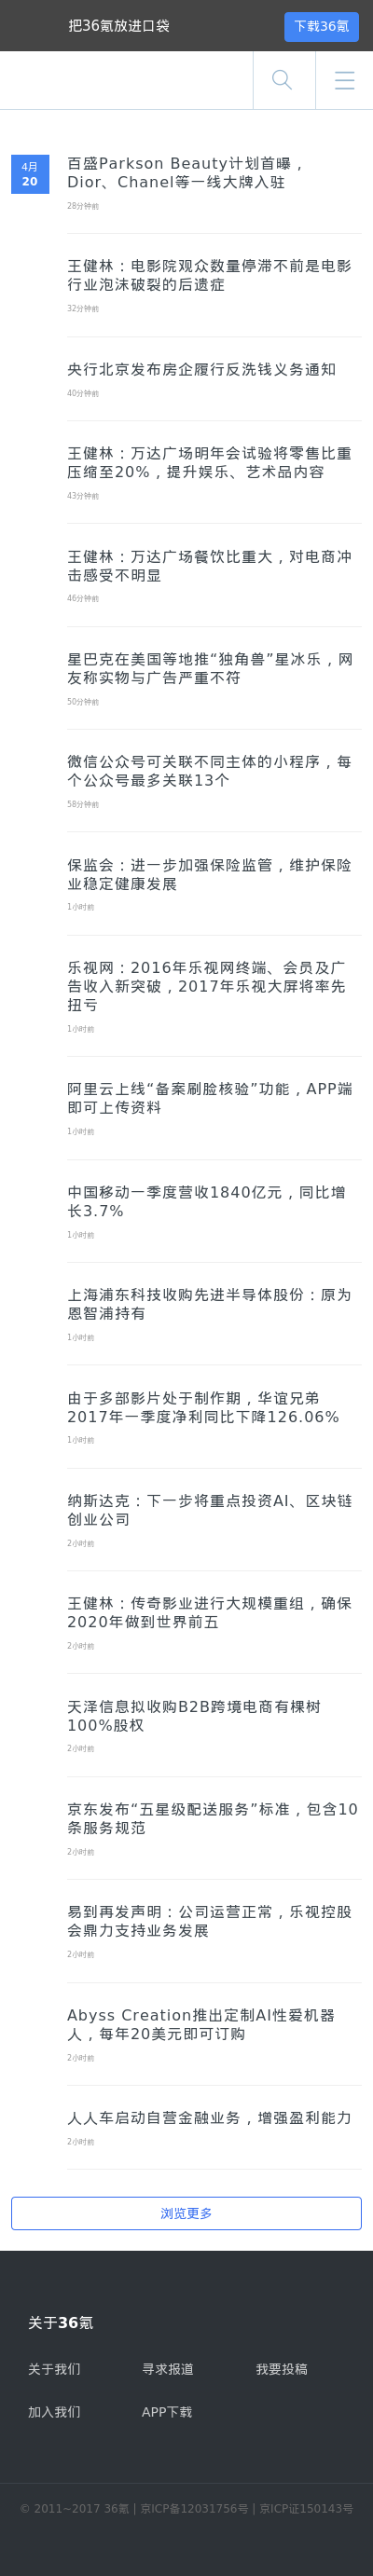 把36氪放进口袋
下载36氪
4月
20
百盛Parkson Beauty计划首曝，
Dior、Chanel等一线大牌入驻
28分钟前
王健林：电影院观众数量停滞不前是电影
行业泡沫破裂的后遗症
32分钟前
央行北京发布房企履行反洗钱义务通知
40分钟前
王健林：万达广场明年会试验将零售比重
压缩至20%，提升娱乐、艺术品内容
43分钟前
王健林：万达广场餐饮比重大，对电商冲
击感受不明显
46分钟前
星巴克在美国等地推“独角兽”星冰乐，网
友称实物与广告严重不符
50分钟前
微信公众号可关联不同主体的小程序，每
个公众号最多关联13个
58分钟前
保监会：进一步加强保险监管，维护保险
业稳定健康发展
1小时前
乐视网：2016年乐视网终端、会员及广
告收入新突破，2017年乐视大屏将率先
扭亏
1小时前
阿里云上线“备案刷脸核验”功能，APP端
即可上传资料
1小时前
中国移动一季度营收1840亿元，同比增
长3.7%
1小时前
上海浦东科技收购先进半导体股份：原为
恩智浦持有
1小时前
由于多部影片处于制作期，华谊兄弟
2017年一季度净利同比下降126.06%
1小时前
纳斯达克：下一步将重点投资AI、区块链
创业公司
2小时前
王健林：传奇影业进行大规模重组，确保
2020年做到世界前五
2小时前
天泽信息拟收购B2B跨境电商有棵树
100%股权
2小时前
京东发布“五星级配送服务”标准，包含10
条服务规范
2小时前
易到再发声明：公司运营正常，乐视控股
会鼎力支持业务发展
2小时前
Abyss Creation推出定制AI性爱机器
人，每年20美元即可订购
2小时前
人人车启动自营金融业务，增强盈利能力
2小时前
浏览更多
关于36氪
关于我们 寻求报道 我要投稿
加入我们 APP下载
© 2011~2017 36氪 | 京ICP备12031756号 | 京ICP证150143号